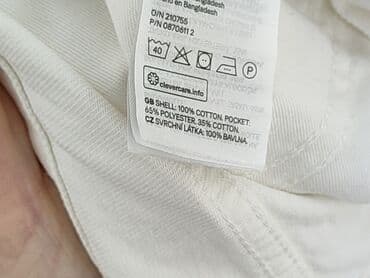 en Bangladesh
O/N 210755
P/N 0870611 2
40
P
clevercare.info
GB SHELL: 100% COTTON. POCKET:
65% POLYESTER. 35% COTTON.
CZ SVRCHNÍ LÁTKA: 100% BAVLNA.